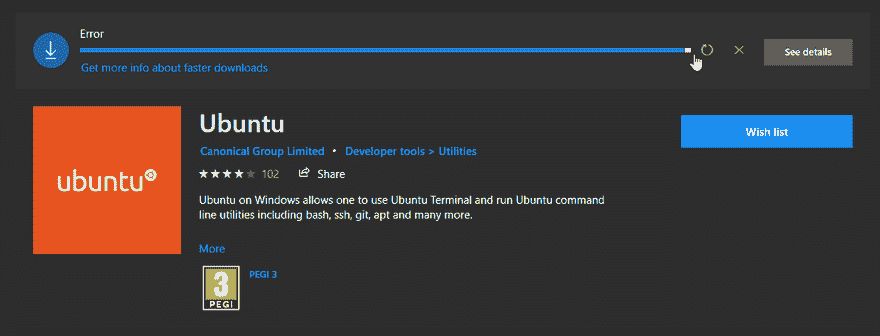 Error
See details
Get more info about faster downloads
ubuntu
Ubuntu
Wish list
Canonical Group Limited • Developer tools > Utilities
102 Share
Ubuntu on Windows allows one to use Ubuntu Terminal and run Ubuntu command
line utilities including bash, ssh, git, apt and many more.
More
3
PEGI
PEGI 3